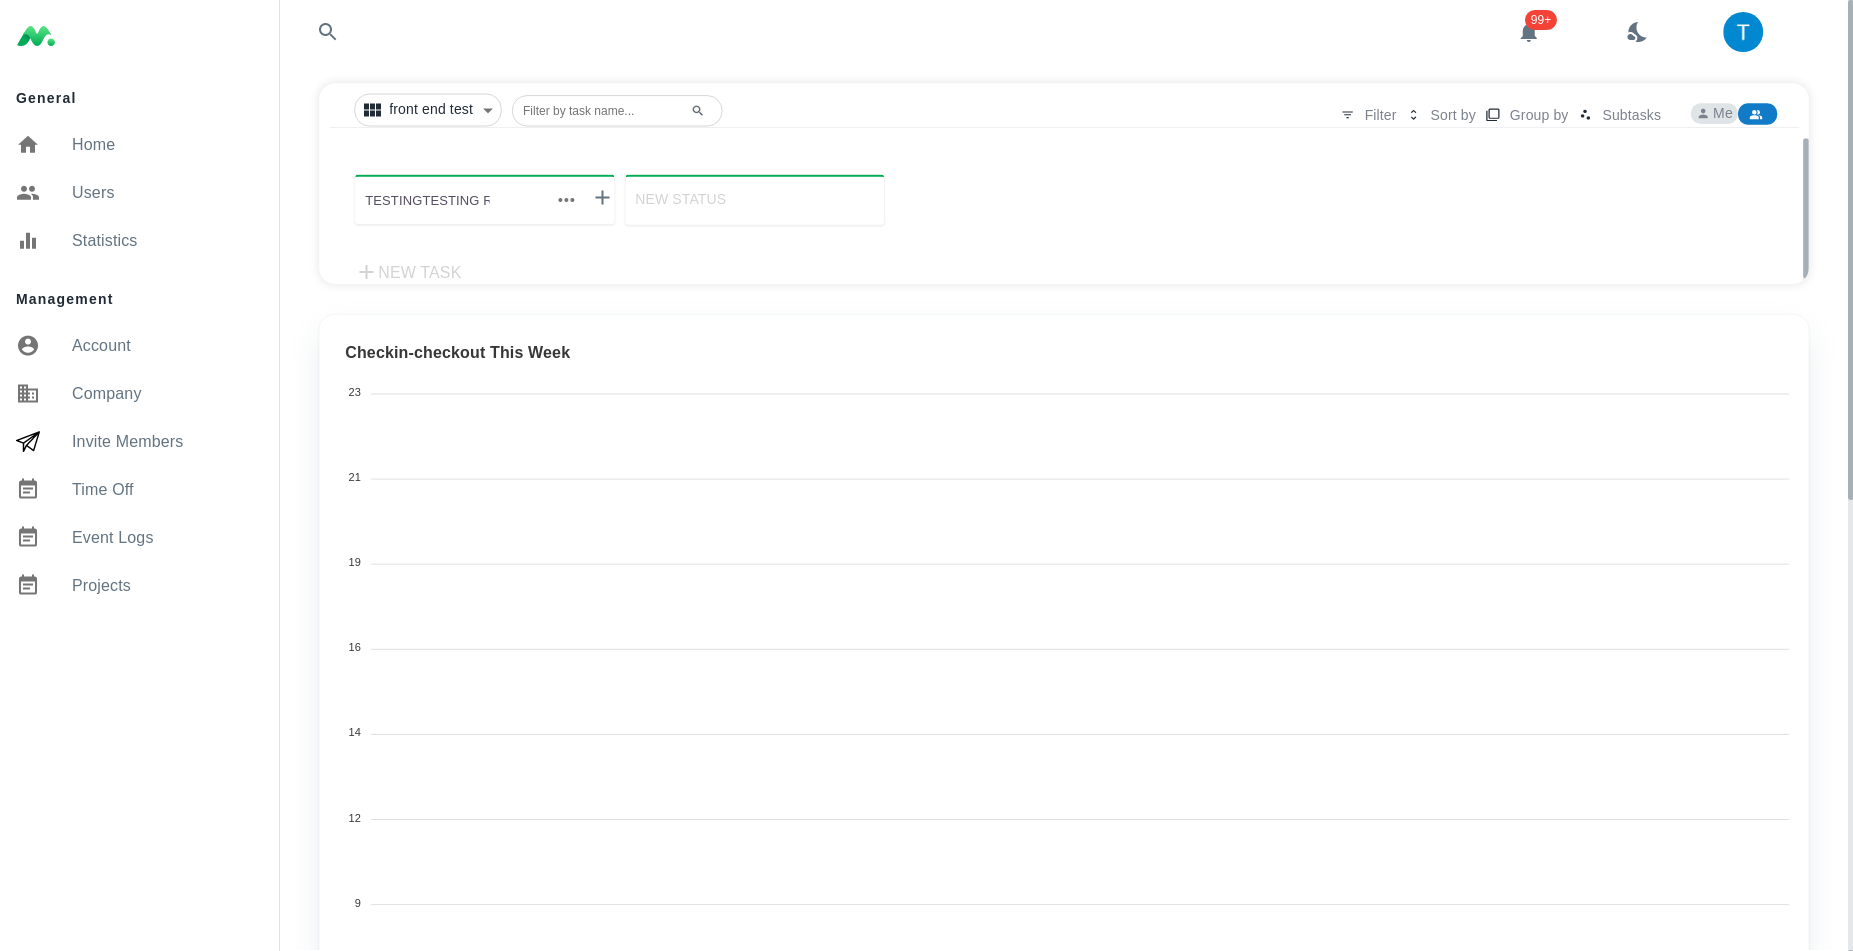 99+
T
General
Home
Users
Statistics
Management
Account
Company
Invite Members
Time Off
Event Logs
Projects
front end test
Filter by task name...
Filter
Sort by
Group by
Subtasks
Me
TESTINGTESTING
NEW STATUS
NEW TASK
Checkin-checkout This Week
23
21
19
16
14
12
9